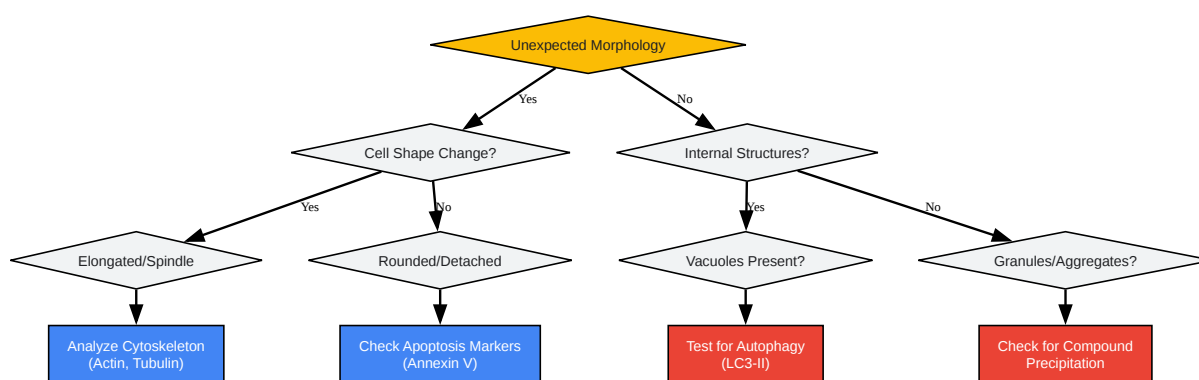 Unexpected Morphology
Yes
No
Cell Shape Change?
Internal Structures?
Yes
No
Yes
No
Elongated/Spindle
Rounded/Detached
Vacuoles Present?
Granules/Aggregates?
Analyze Cytoskeleton
(Actin, Tubulin)
Check Apoptosis Markers
(Annexin V)
Test for Autophagy
(LC3-II)
Check for Compound
Precipitation